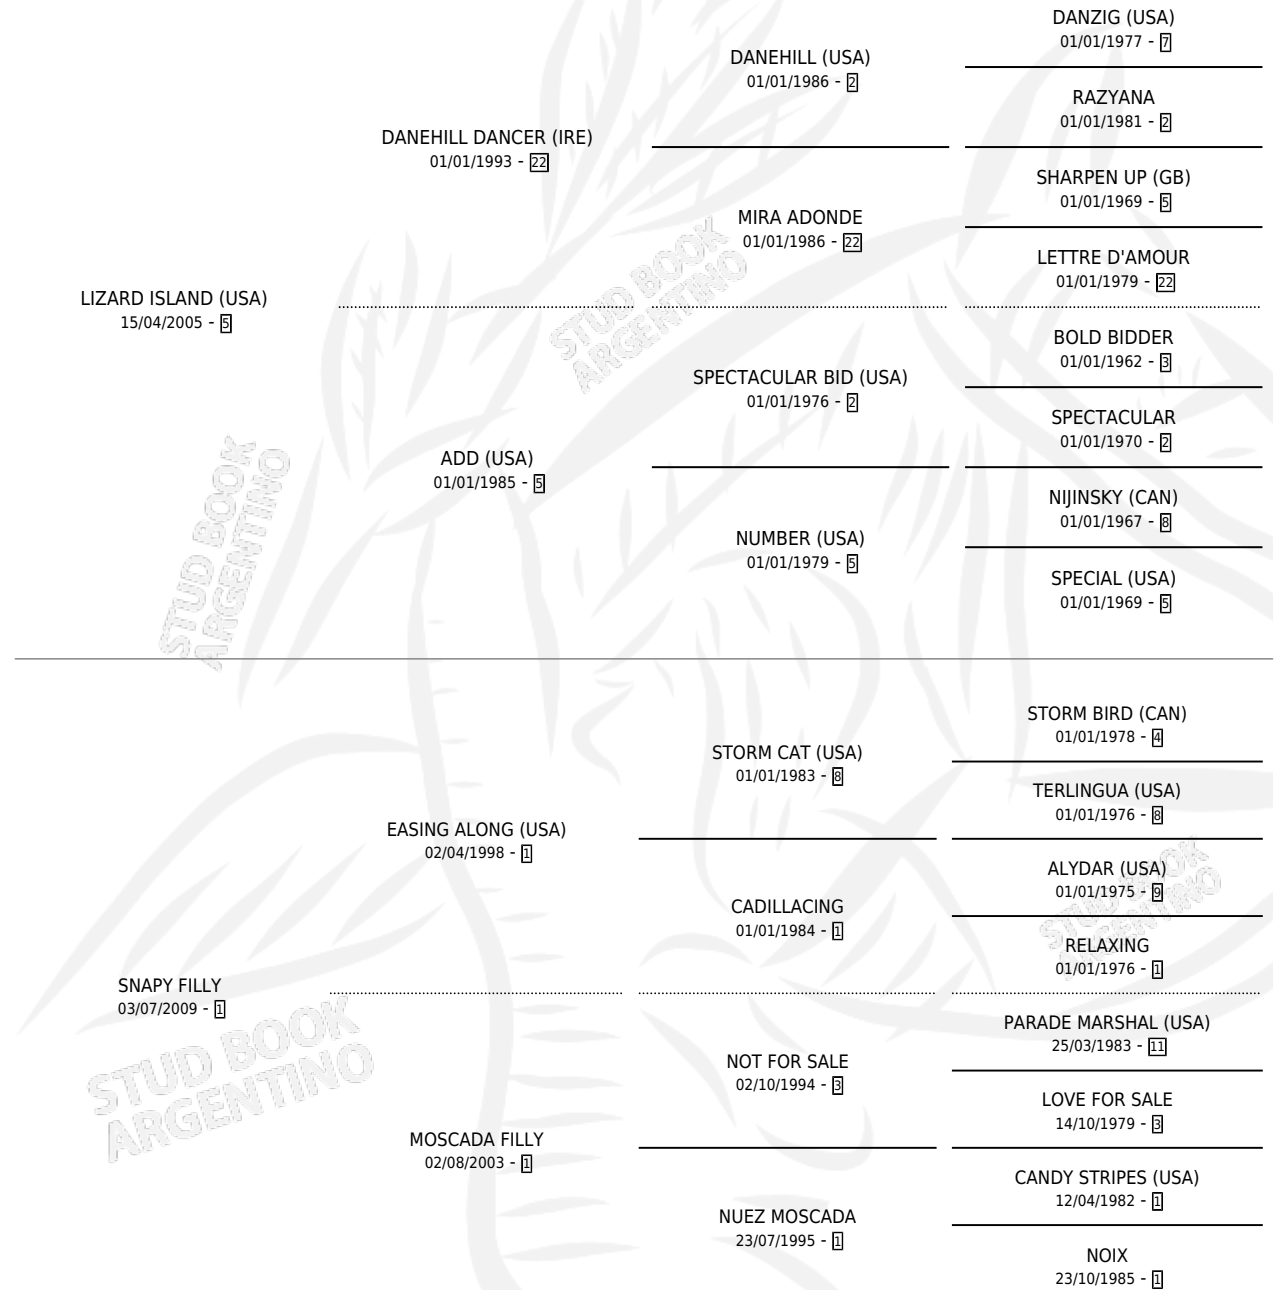 DANZIG (USA)
01/01/1977 - 7
DANEHILL (USA)
01/01/1986 - 2
RAZYANA
01/01/1981 - 2
DANEHILL DANCER (IRE)
01/01/1993 - 22
SHARPEN UP (GB)
01/01/1969 - 5
MIRA ADONDE
01/01/1986 - 22
LETTRE D'AMOUR
01/01/1979 - 22
LIZARD ISLAND (USA)
15/04/2005 - 5
BOLD BIDDER
01/01/1962 - 3
SPECTACULAR BID (USA)
01/01/1976 - 2
SPECTACULAR
01/01/1970 - 2
ADD (USA)
01/01/1985 - 5
NIJINSKY (CAN)
01/01/1967 - 8
NUMBER (USA)
01/01/1979 - 5
SPECIAL (USA)
01/01/1969 - 5
STORM BIRD (CAN)
01/01/1978 - 4
STORM CAT (USA)
01/01/1983 - 8
TERLINGUA (USA)
01/01/1976 - 8
EASING ALONG (USA)
02/04/1998 - 1
ALYDAR (USA)
01/01/1975 - 9
CADILLACING
01/01/1984 - 1
RELAXING
01/01/1976 - 1
SNAPY FILLY
03/07/2009 - 1
PARADE MARSHAL (USA)
25/03/1983 - 11
NOT FOR SALE
02/10/1994 - 3
LOVE FOR SALE
14/10/1979 - 3
MOSCADA FILLY
02/08/2003 - 1
CANDY STRIPES (USA)
12/04/1982 - 1
NUEZ MOSCADA
23/07/1995 - 1
NOIX
23/10/1985 - 1
STUD BOOK
ARGENTINO
STUD BOOK
ARGENTINO
STUD BOOK
ARGENTINO
STUD BOOK
ARGENTINO